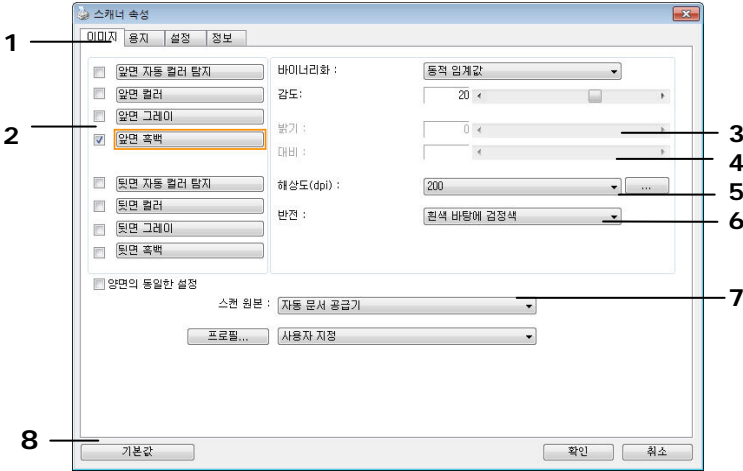 스캐너 속성
1
이미지 용지 설정 정보
앞면 자동 컬러 탐지
앞면 컬러
앞면 그레이
앞면 흑백
2
뒷면 자동 컬러 탐지
뒷면 컬러
뒷면 그레이
뒷면 흑백
바이너리화 : 동적 임계값
감도: 20
밝기 : 0
3
대비 :
4
해상도(dpi) : 200 ...
5
반전 : 흰색 바탕에 검정색
6
양면의 동일한 설정
스캔 원본 : 자동 문서 공급기
7
프로필... 사용자 지정
8
기본값 확인 취소